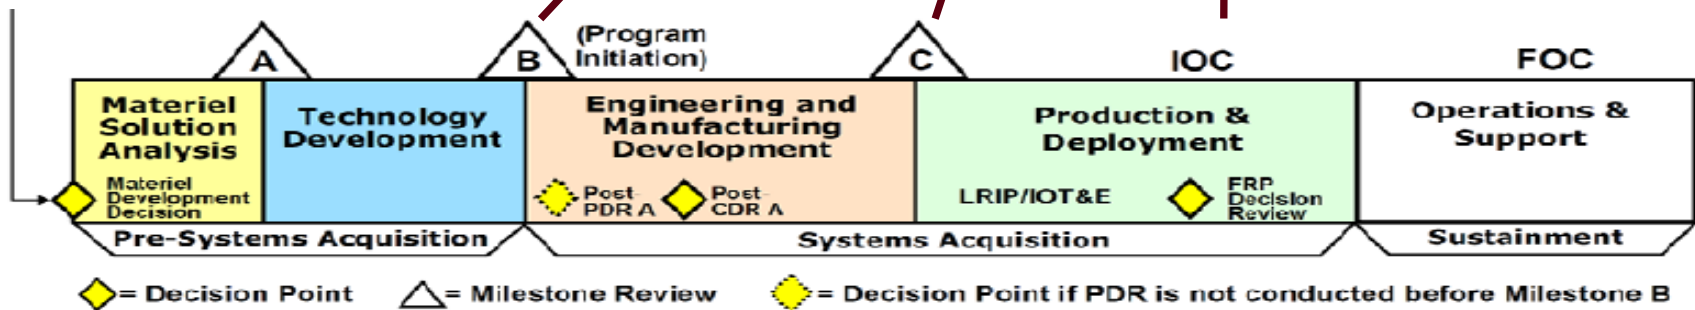 A
B
(Program
Initiation)
C
IOC
FOC
Materiel
Solution
Analysis
Materiel
Development
Decision
Technology
Development
Engineering and
Manufacturing
Development
Post-
PDR A
Post-
CDR A
Production &
Deployment
LRIP/IOT&E
FRP
Decision
Review
Operations &
Support
Pre-Systems Acquisition
Systems Acquisition
Sustainment
= Decision Point
= Milestone Review
= Decision Point if PDR is not conducted before Milestone B